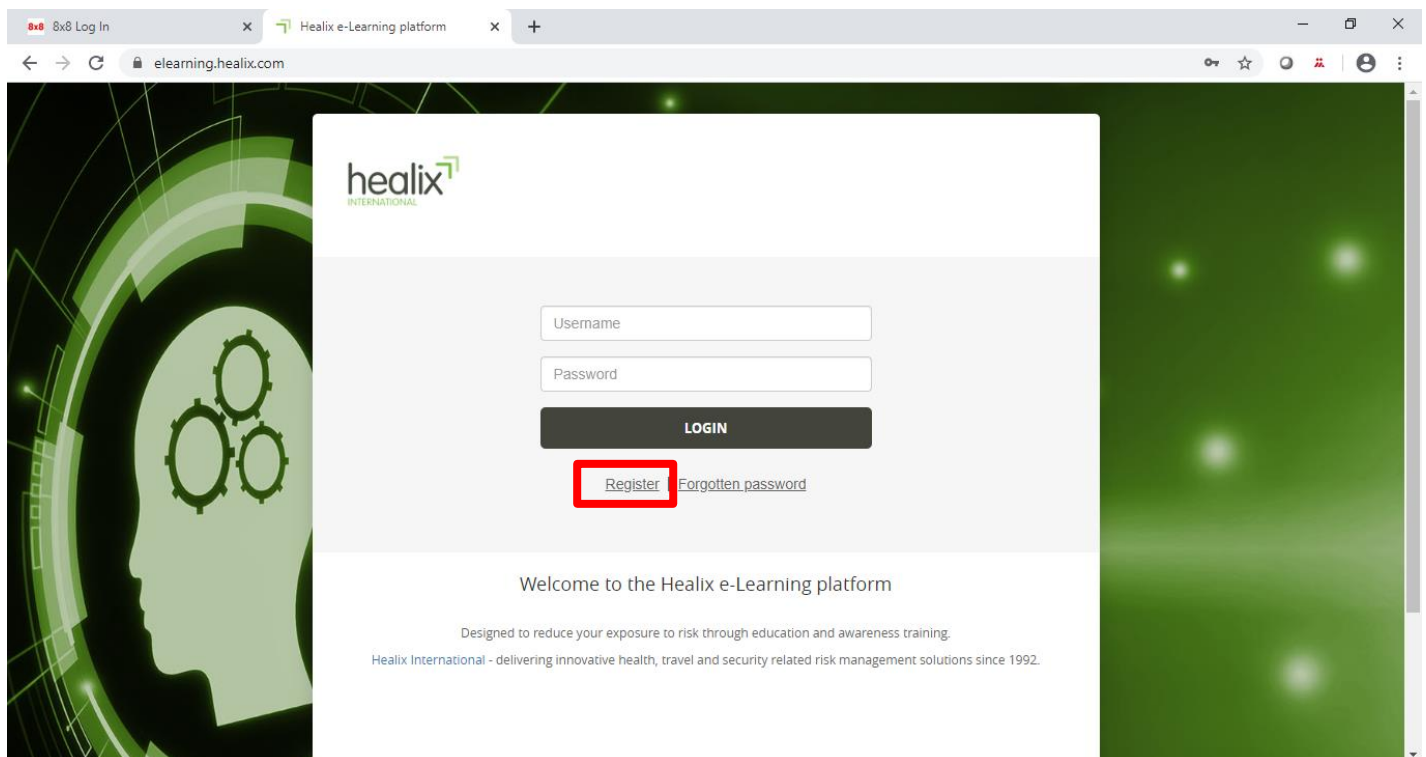 8x8 8x8 Log In
Healix e-Learning platform
elearning.healix.com
healix
INTERNATIONAL
Username
Password
LOGIN
Register | Forgotten password
Welcome to the Healix e-Learning platform
Designed to reduce your exposure to risk through education and awareness training.
Healix International - delivering innovative health, travel and security related risk management solutions since 1992.